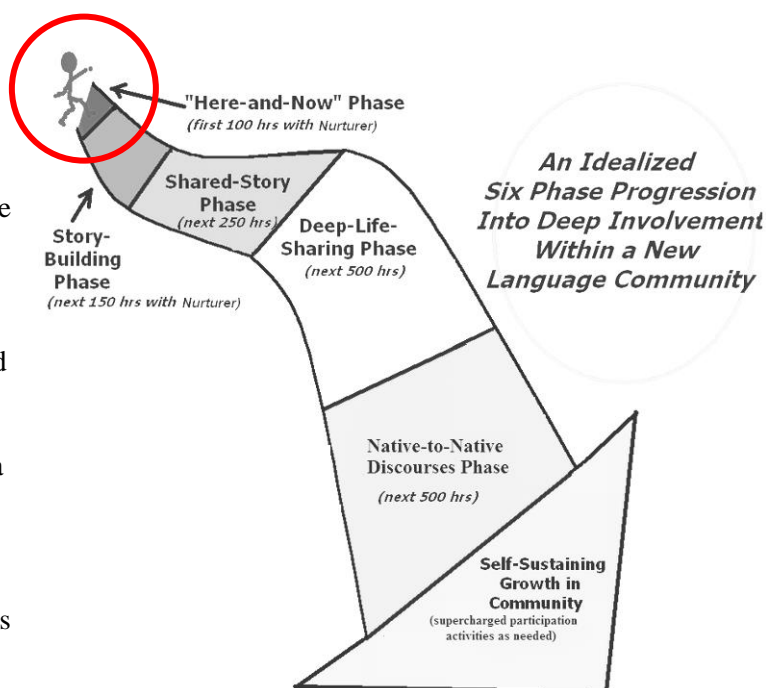 "Here-and-Now" Phase
(first 100 hrs with Nurturer)
Shared-Story
Phase
(next 250 hrs)
Story-
Building
Phase
(next 150 hrs with Nurturer)
Deep-Life-
Sharing Phase
(next 500 hrs)
An Idealized
Six Phase Progression
Into Deep Involvement
Within a New
Language Community
Native-to-Native
Discourses Phase
(next 500 hrs)
Self-Sustaining
Growth in
Community
(supercharged participation
activities as needed)
e
d
a
s